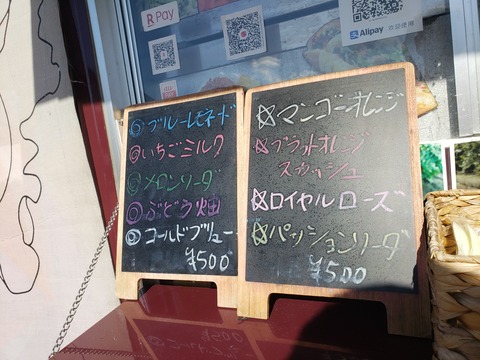 R Pay
Alipay
◎ブルーレモネード
◎いちごミルク
◎メロンソーダ
◎ぶどう畑
◎コールドブリュー
¥500
☆マンゴーオレンジ
☆ブラッドオレンジ
スカッシュ
☆ロイヤルローズ
☆パッションソーダ
¥500